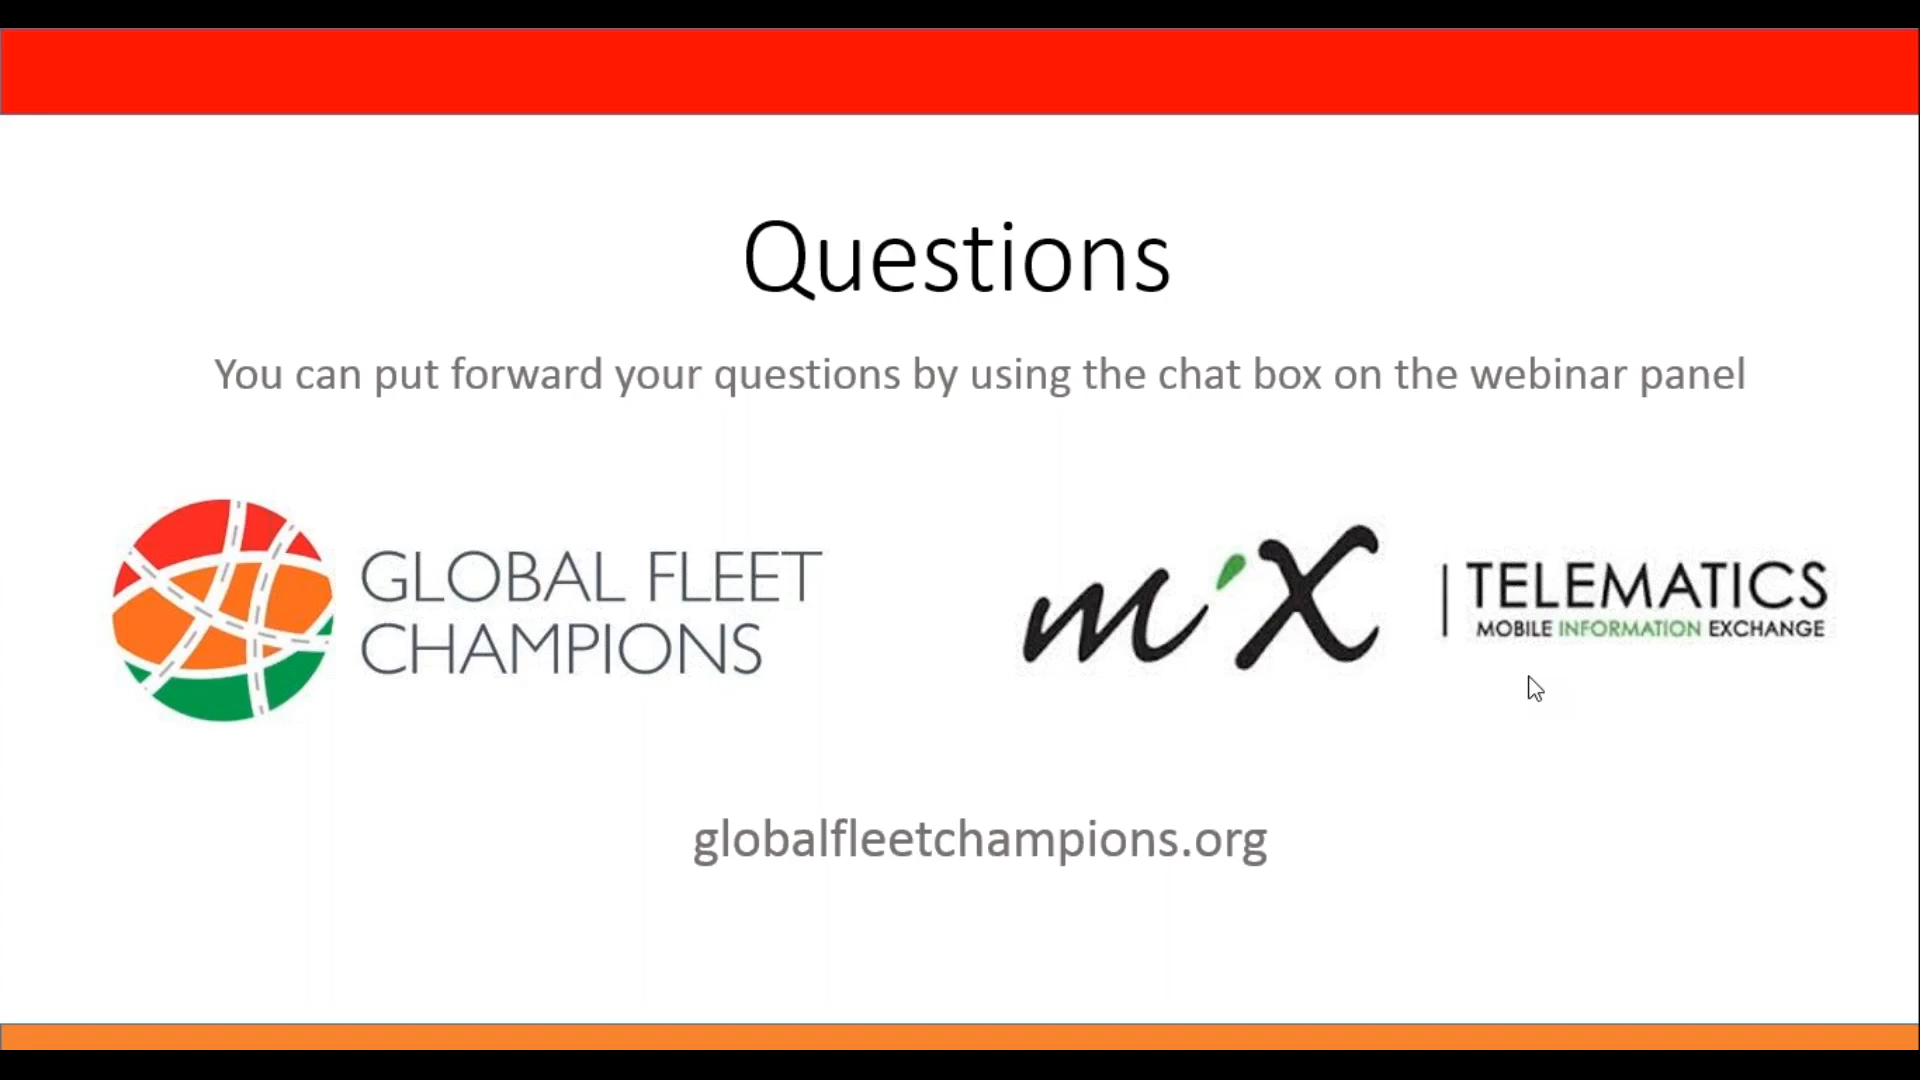 Questions
You can put forward your questions by using the chat box on the webinar panel
GLOBAL FLEET
CHAMPIONS
m'X
TELEMATICS
MOBILE INFORMATION EXCHANGE
globalfleetchampions.org